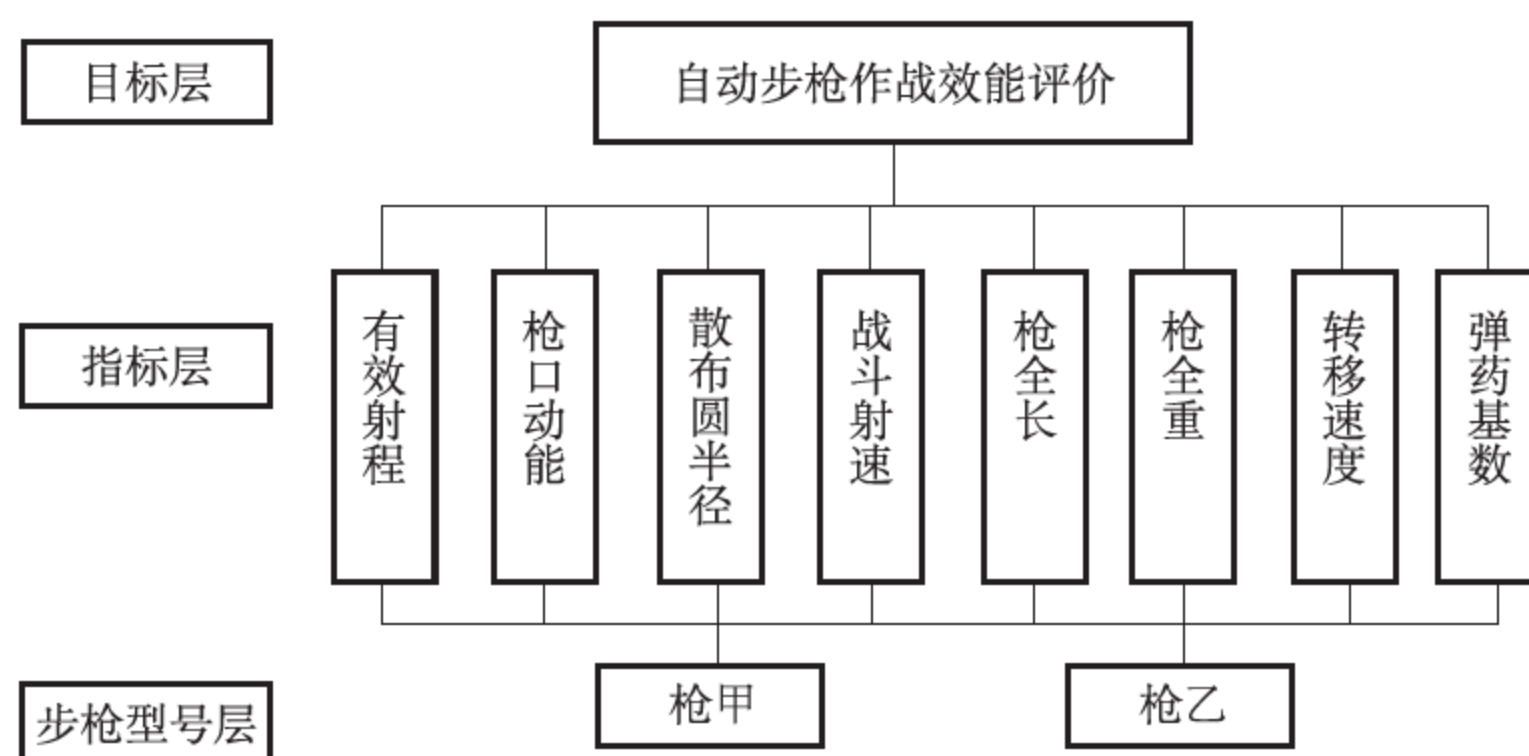 目标层
自动步枪作战效能评价
指标层
有效射程
枪口动能
散布圆半径
战斗射速
枪全长
枪全重
转移速度
弹药基数
步枪型号层
枪甲
枪乙